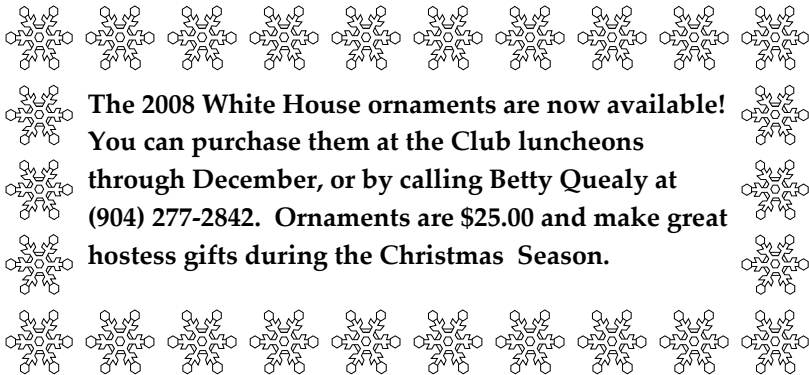 The 2008 White House ornaments are now available!
You can purchase them at the Club luncheons
through December, or by calling Betty Quealy at
(904) 277-2842.  Ornaments are $25.00 and make great
hostess gifts during the Christmas  Season.